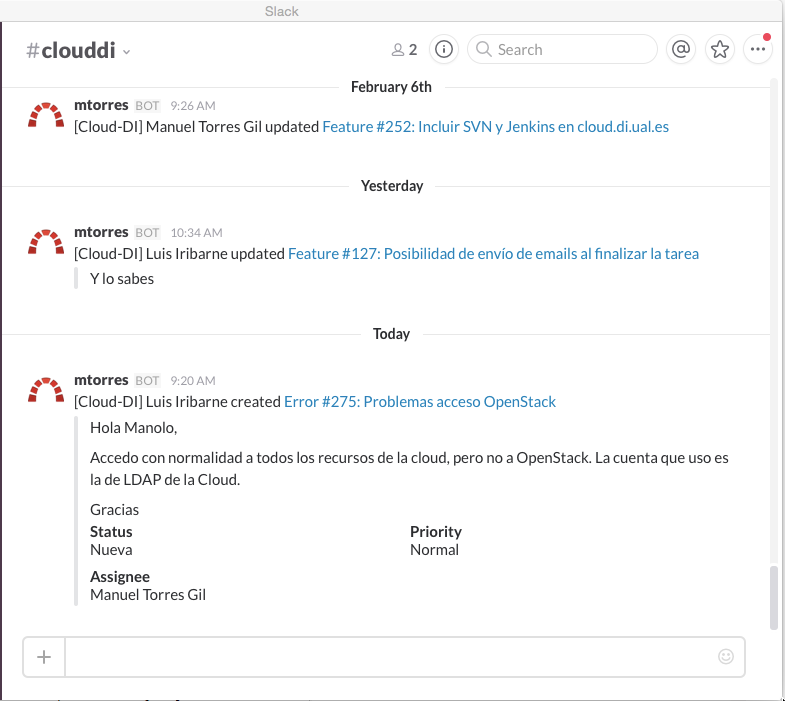 Slack
#clouddi
2
Search
February 6th
mtorres BOT 9:26 AM
[Cloud-DI] Manuel Torres Gil updated Feature #252: Incluir SVN y Jenkins en cloud.di.ual.es
Yesterday
mtorres BOT 10:34 AM
[Cloud-DI] Luis Iribarne updated Feature #127: Posibilidad de envío de emails al finalizar la tarea
Y lo sabes
Today
mtorres BOT 9:20 AM
[Cloud-DI] Luis Iribarne created Error #275: Problemas acceso OpenStack
Hola Manolo,
Accedo con normalidad a todos los recursos de la cloud, pero no a OpenStack. La cuenta que uso es
la de LDAP de la Cloud.
Gracias
Status Priority
Nueva Normal
Assignee
Manuel Torres Gil